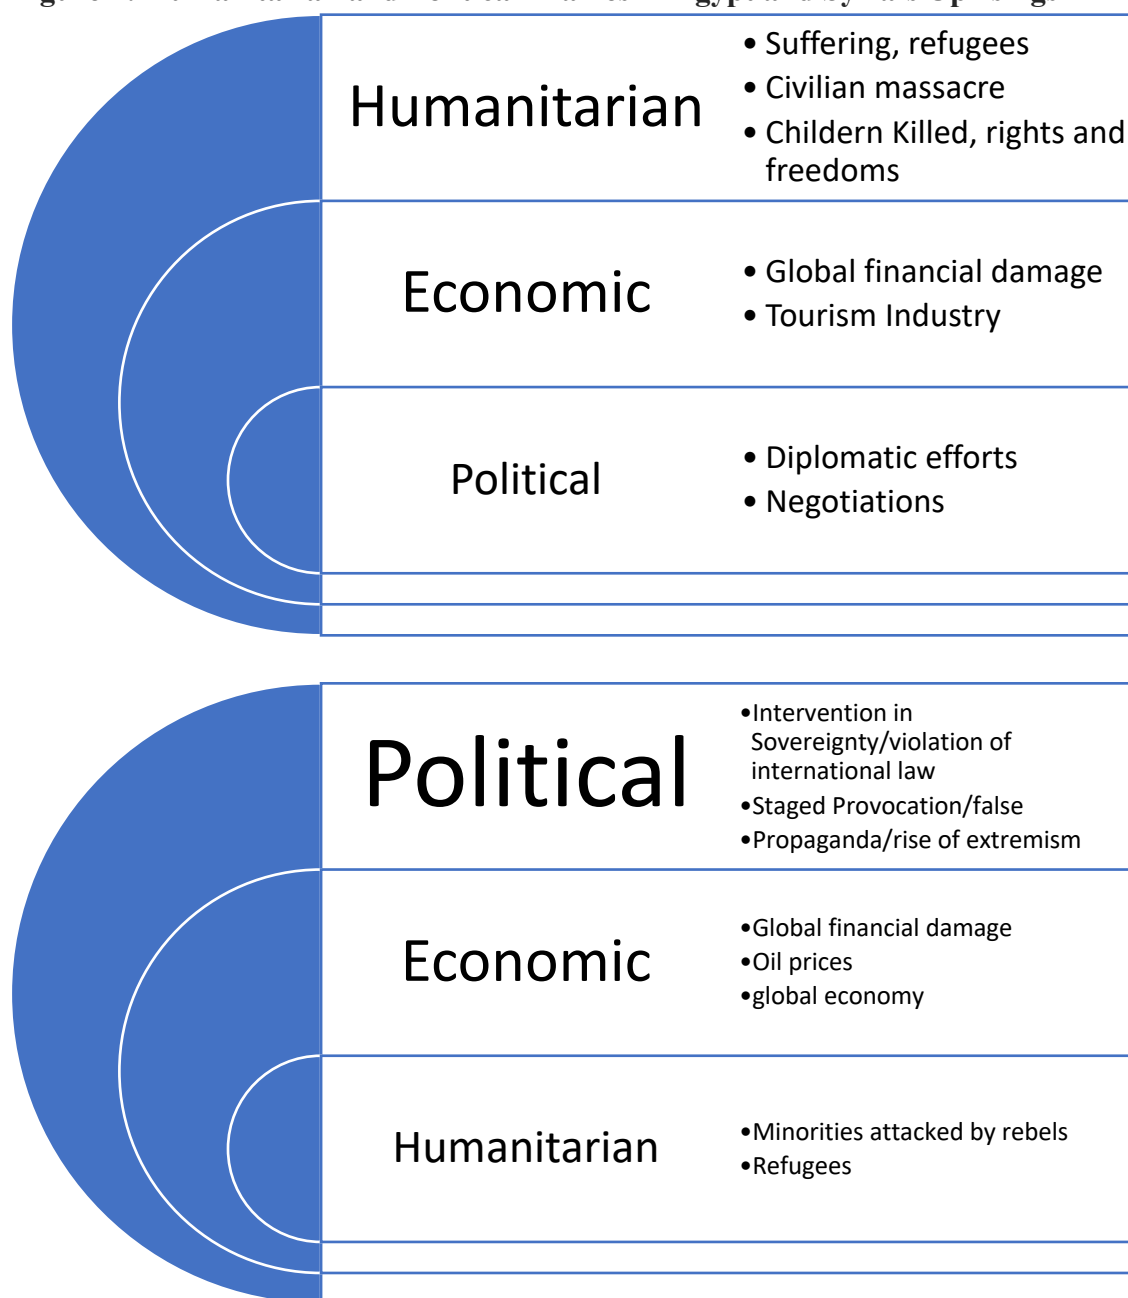 Humanitarian
• Suffering, refugees
• Civilian massacre
• Childern Killed, rights and
freedoms
Economic
• Global financial damage
• Tourism Industry
Political
• Diplomatic efforts
• Negotiations
Political
•Intervention in
Sovereignty/violation of
international law
•Staged Provocation/false
•Propaganda/rise of extremism
Economic
•Global financial damage
•Oil prices
•global economy
Humanitarian
•Minorities attacked by rebels
•Refugees